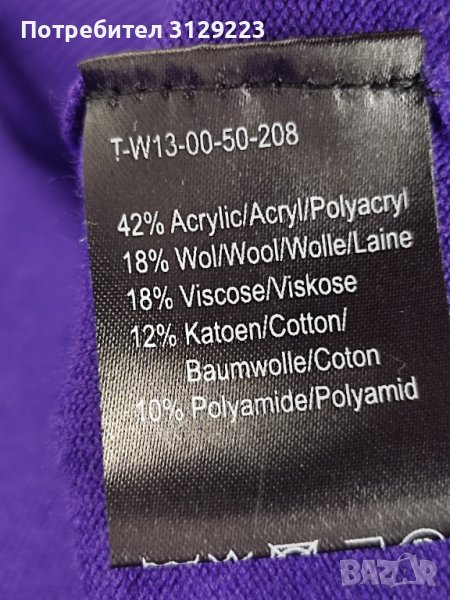 Потребител 3129223
T-W13-00-50-208
42% Acrylic/Acryl/Polyacryl
18% Wol/Wool/Wolle/Laine
18% Viscose/Viskose
12% Katoen/Cotton/
Baumwolle/Coton
10% Polyamide/Polyamid
BAZAR